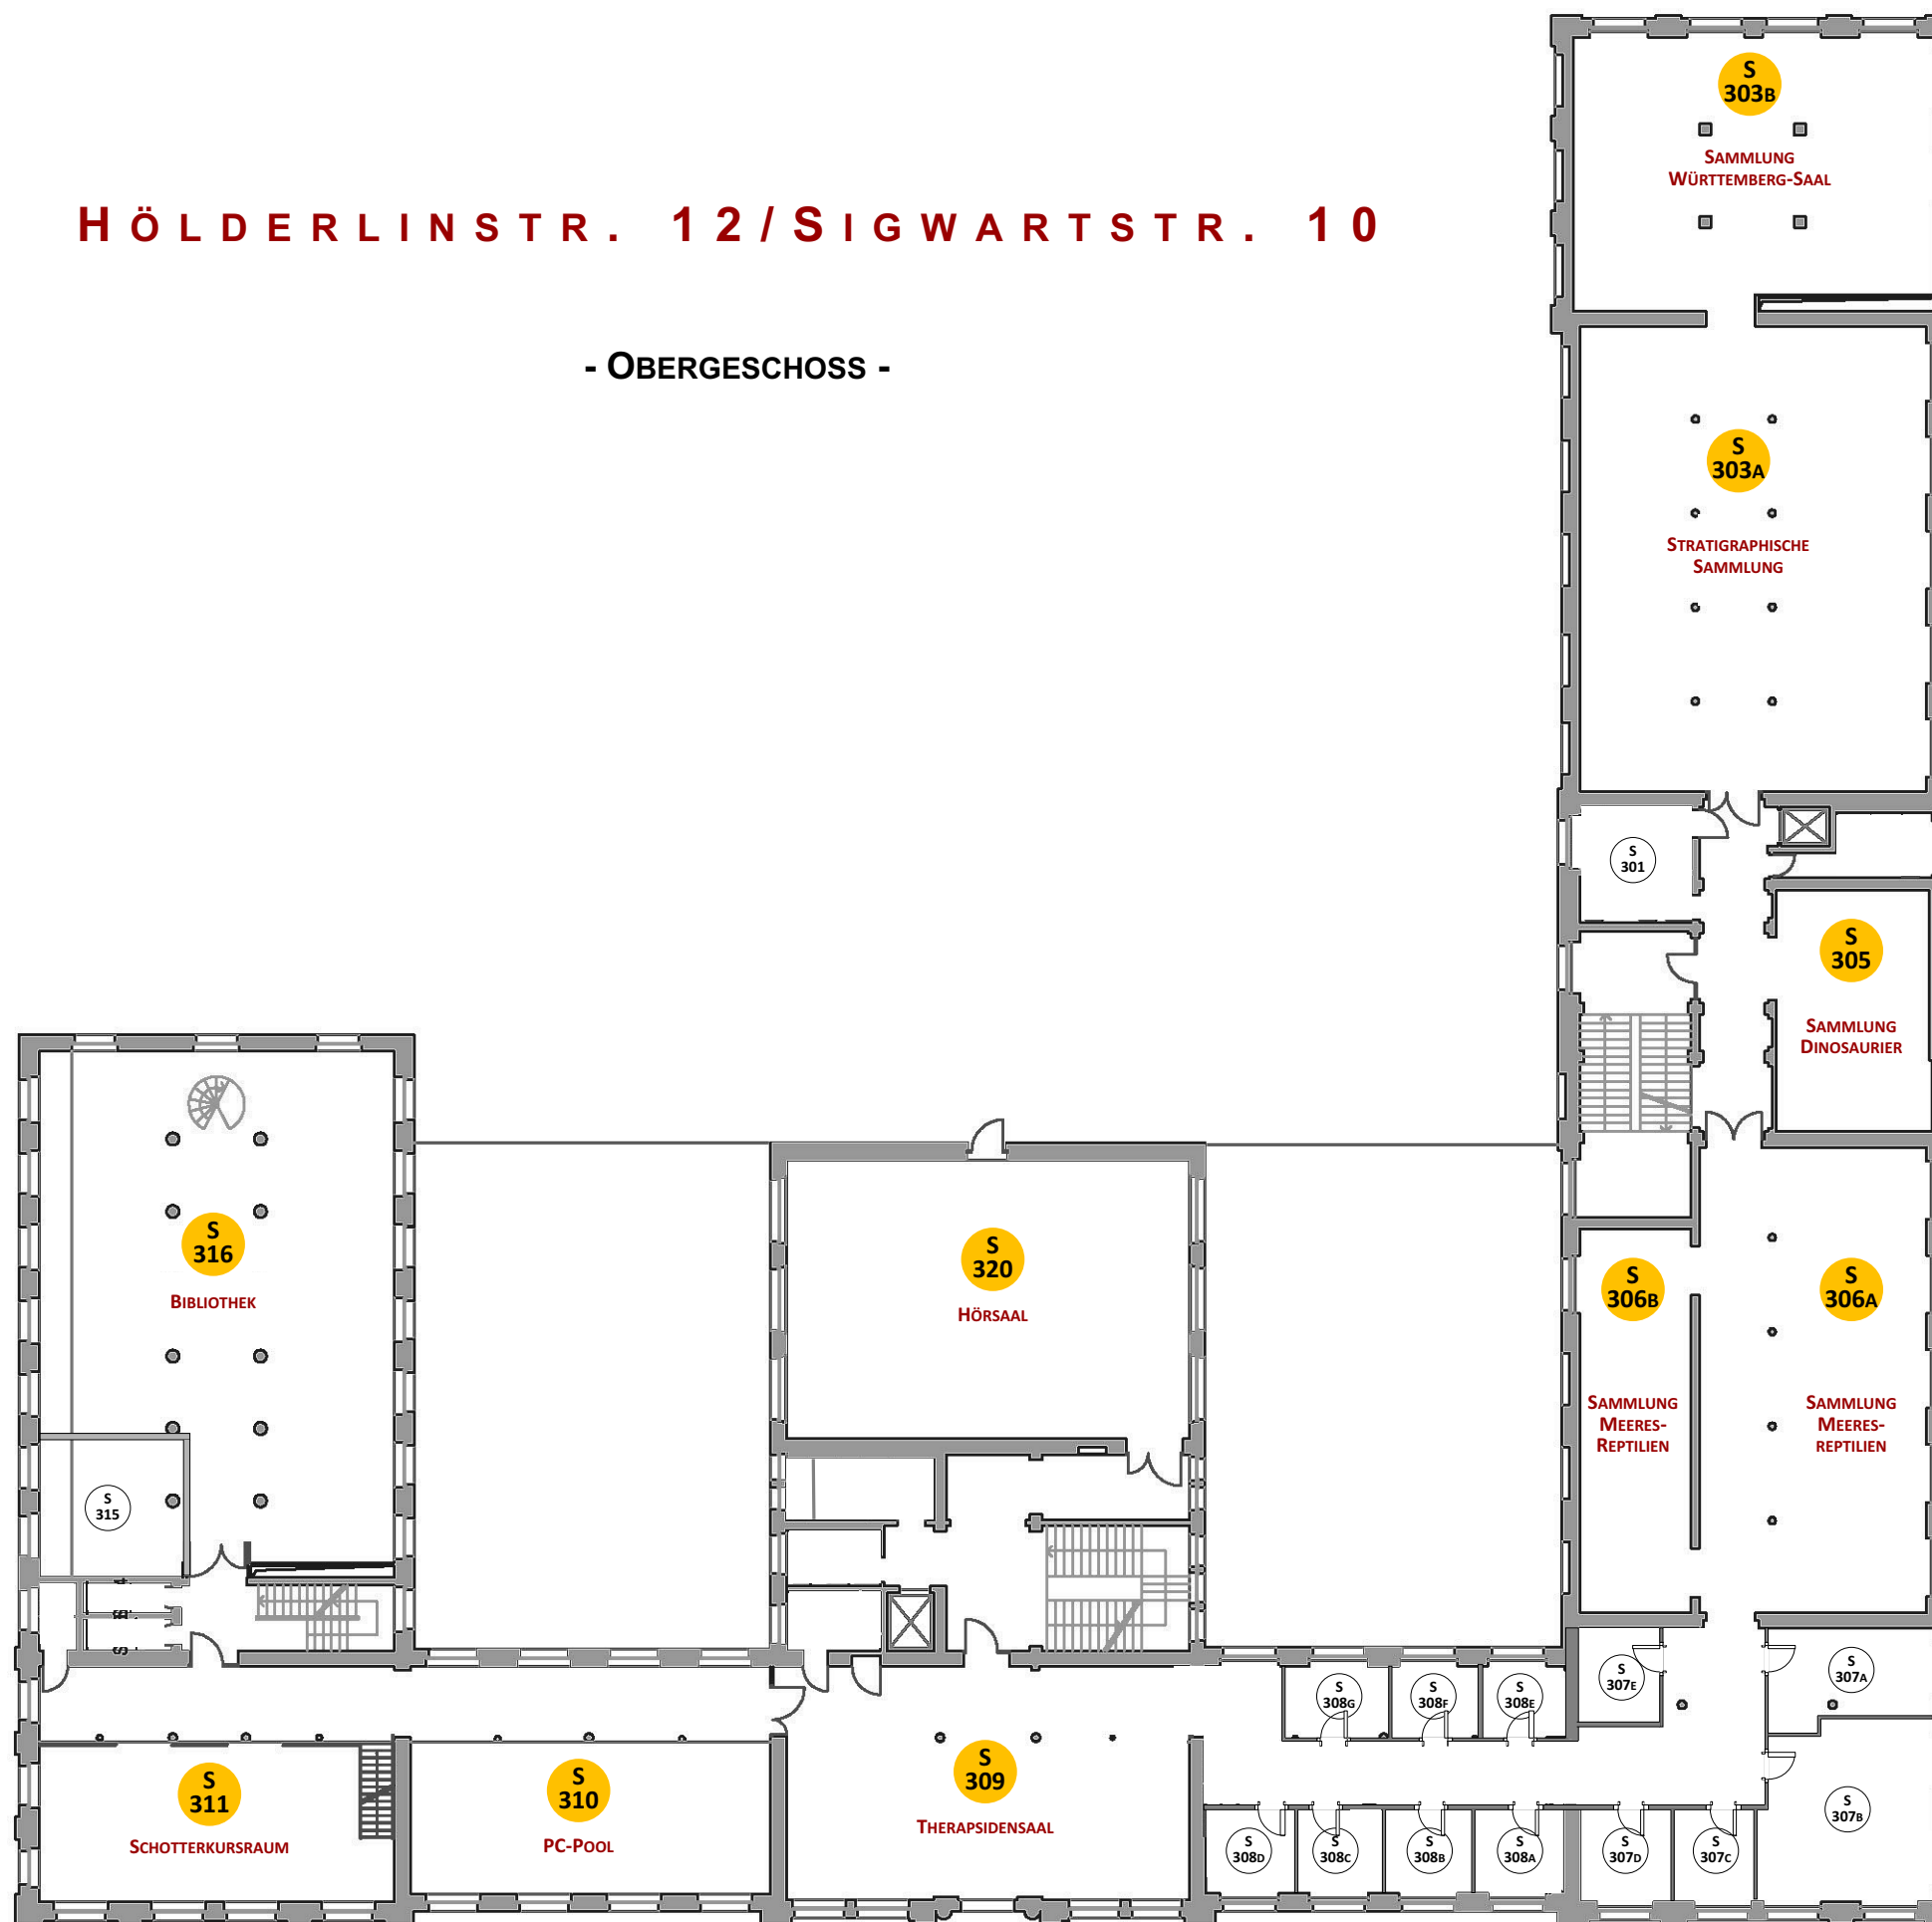 HÖLDERLINSTR. 12/SIGWARTSTR. 10
- OBERGESCHOSS -
S
303B
SAMMLUNG
WÜRTTEMBERG-SAAL
S
303A
STRATIGRAPHISCHE
SAMMLUNG
S
301
S
305
SAMMLUNG
DINOSAURIER
S
316
BIBLIOTHEK
S
320
HÖRSAAL
S
306B
SAMMLUNG
MEERES-
REPTILIEN
S
306A
SAMMLUNG
MEERES-
REPTILIEN
S
315
S
311
SCHOTTERKURSRAUM
S
310
PC-POOL
S
309
THERAPSIDENSAAL
S
308G
S
308F
S
308E
S
307E
S
307A
S
307B
S
308D
S
308C
S
308B
S
308A
S
307D
S
307C